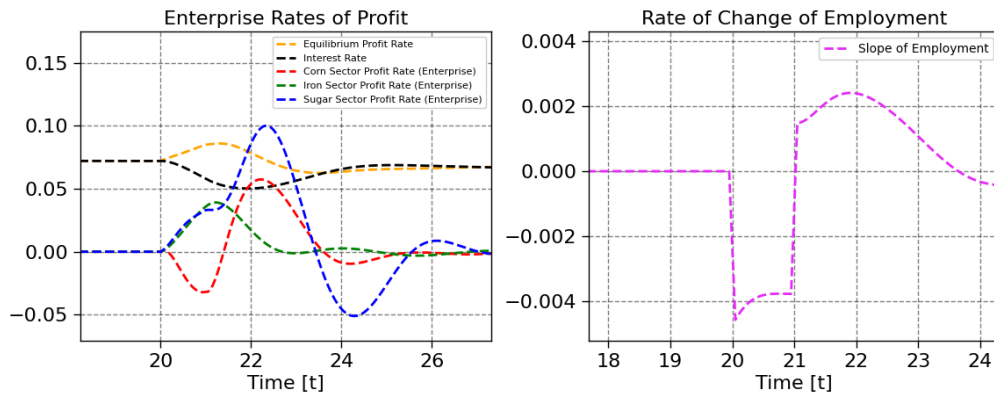 Enterprise Rates of Profit
Equilibrium Profit Rate
Interest Rate
Corn Sector Profit Rate (Enterprise)
Iron Sector Profit Rate (Enterprise)
Sugar Sector Profit Rate (Enterprise)
0.15
0.10
0.05
0.00
−0.05
20
22
24
26
Time [t]
Rate of Change of Employment
Slope of Employment
0.004
0.002
0.000
−0.002
−0.004
18
19
20
21
22
23
24
Time [t]